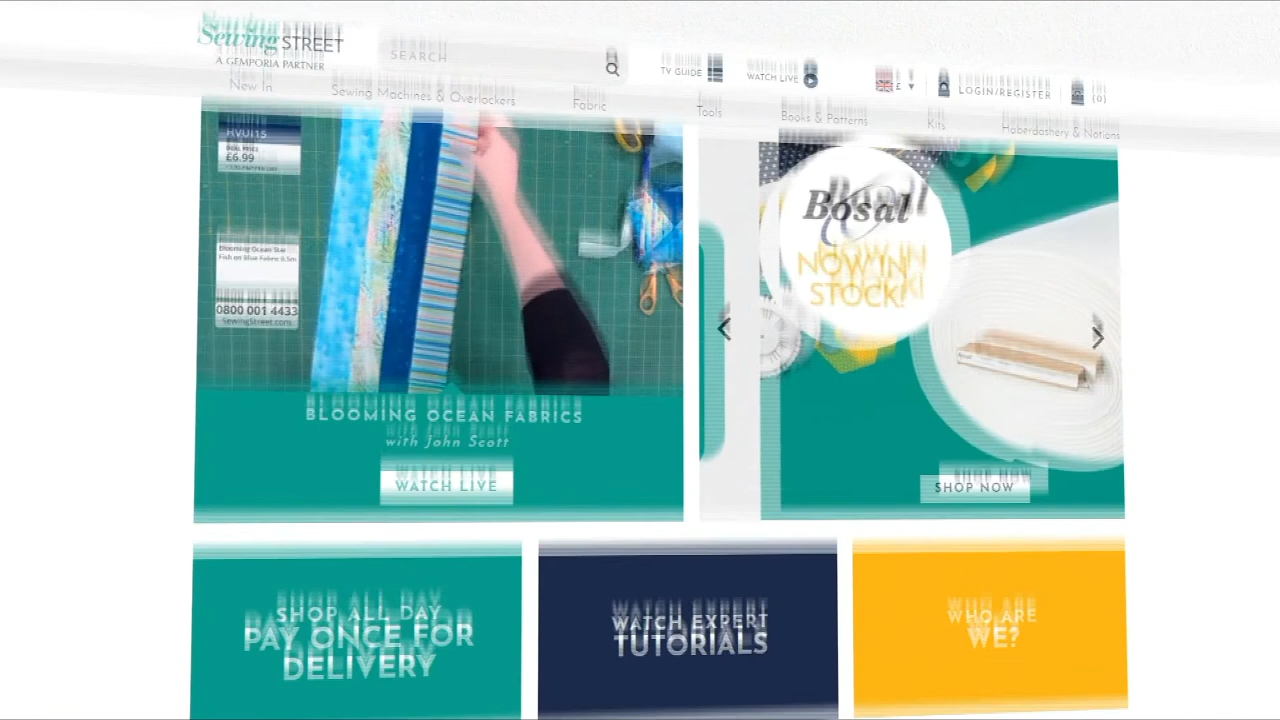 Sewing STREET
A GEMPORIA PARTNER
SEARCH
TV GUIDE
WATCH LIVE
£
LOGIN/REGISTER
(0)
New In
Sewing Machines & Overlockers
Fabric
Tools
Books & Patterns
Kits
Haberdashery & Notions
HVUI15
DEAL PRICE
£6.99
Blooming Ocean Star
Fish on Blue Fabric 0.5m
0800 001 4433
SewingStreet.com
BLOOMING OCEAN FABRICS
with John Scott
WATCH LIVE
Bosal
NOW IN
STOCK!
SHOP NOW
SHOP ALL DAY
PAY ONCE FOR
DELIVERY
WATCH EXPERT
TUTORIALS
WHO ARE
WE?